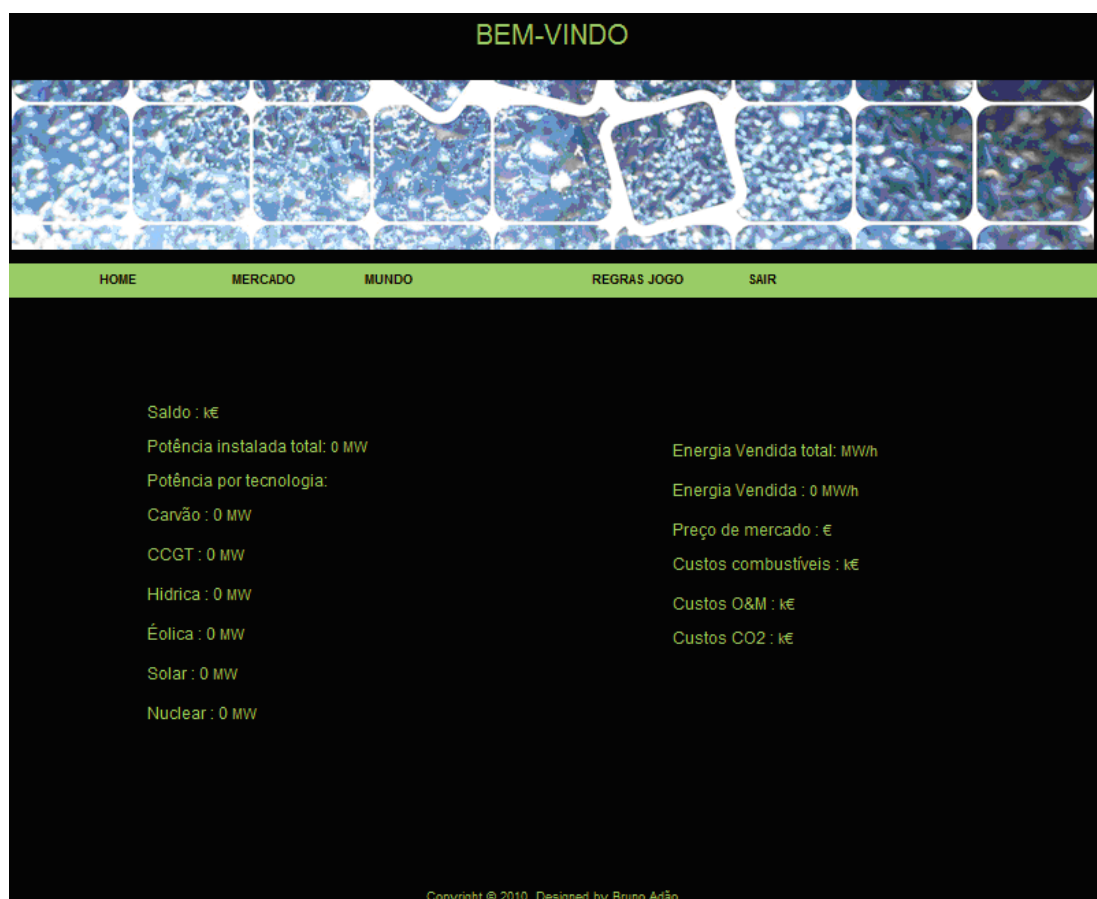 BEM-VINDO
HOME MERCADO MUNDO REGRAS JOGO SAIR
Saldo : k€
Potência instalada total: 0 MW
Potência por tecnologia:
Carvão : 0 MW
CCGT : 0 MW
Hidrica : 0 MW
Éolica : 0 MW
Solar : 0 MW
Nuclear : 0 MW
Energia Vendida total: MW/h
Energia Vendida : 0 MW/h
Preço de mercado : €
Custos combustíveis : k€
Custos O&M : k€
Custos CO2 : k€
Copyright © 2010. Designed by Bruno Adão